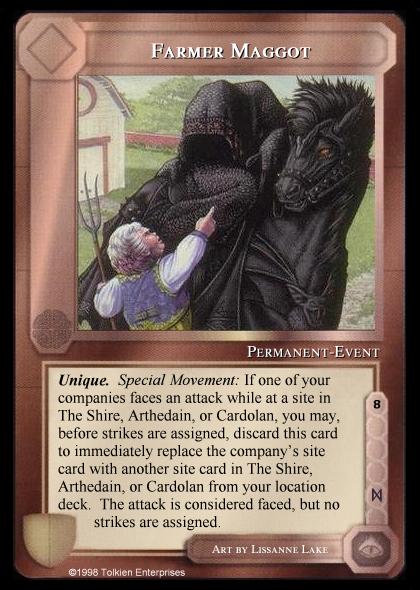 FARMER MAGGOT
PERMANENT-EVENT
Unique. Special Movement: If one of your
companies faces an attack while at a site in
The Shire, Arthedain, or Cardolan, you may,
before strikes are assigned, discard this card
to immediately replace the company's site
card with another site card in The Shire,
Arthedain, or Cardolan from your location
deck. The attack is considered faced, but no
strikes are assigned.
8
ART BY LISSANNE LAKE
©1998 Tolkien Enterprises